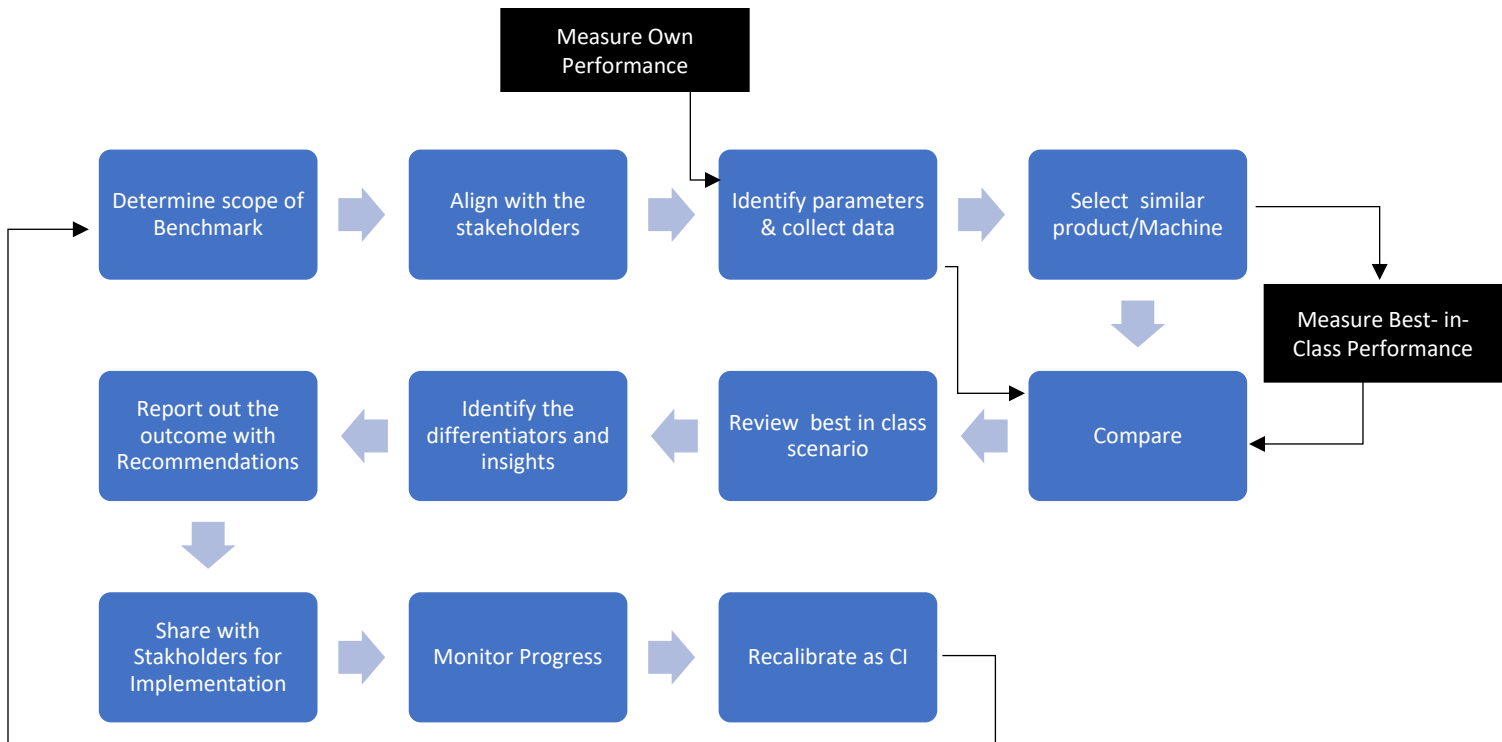 Measure Own
Performance
Determine scope of
Benchmark
Align with the
stakeholders
Identify parameters
& collect data
Select  similar
product/Machine
Measure Best- in-
Class Performance
Compare
Review  best in class
scenario
Identify the
differentiators and
insights
Report out the
outcome with
Recommendations
Share with
Stakholders for
Implementation
Monitor Progress
Recalibrate as CI